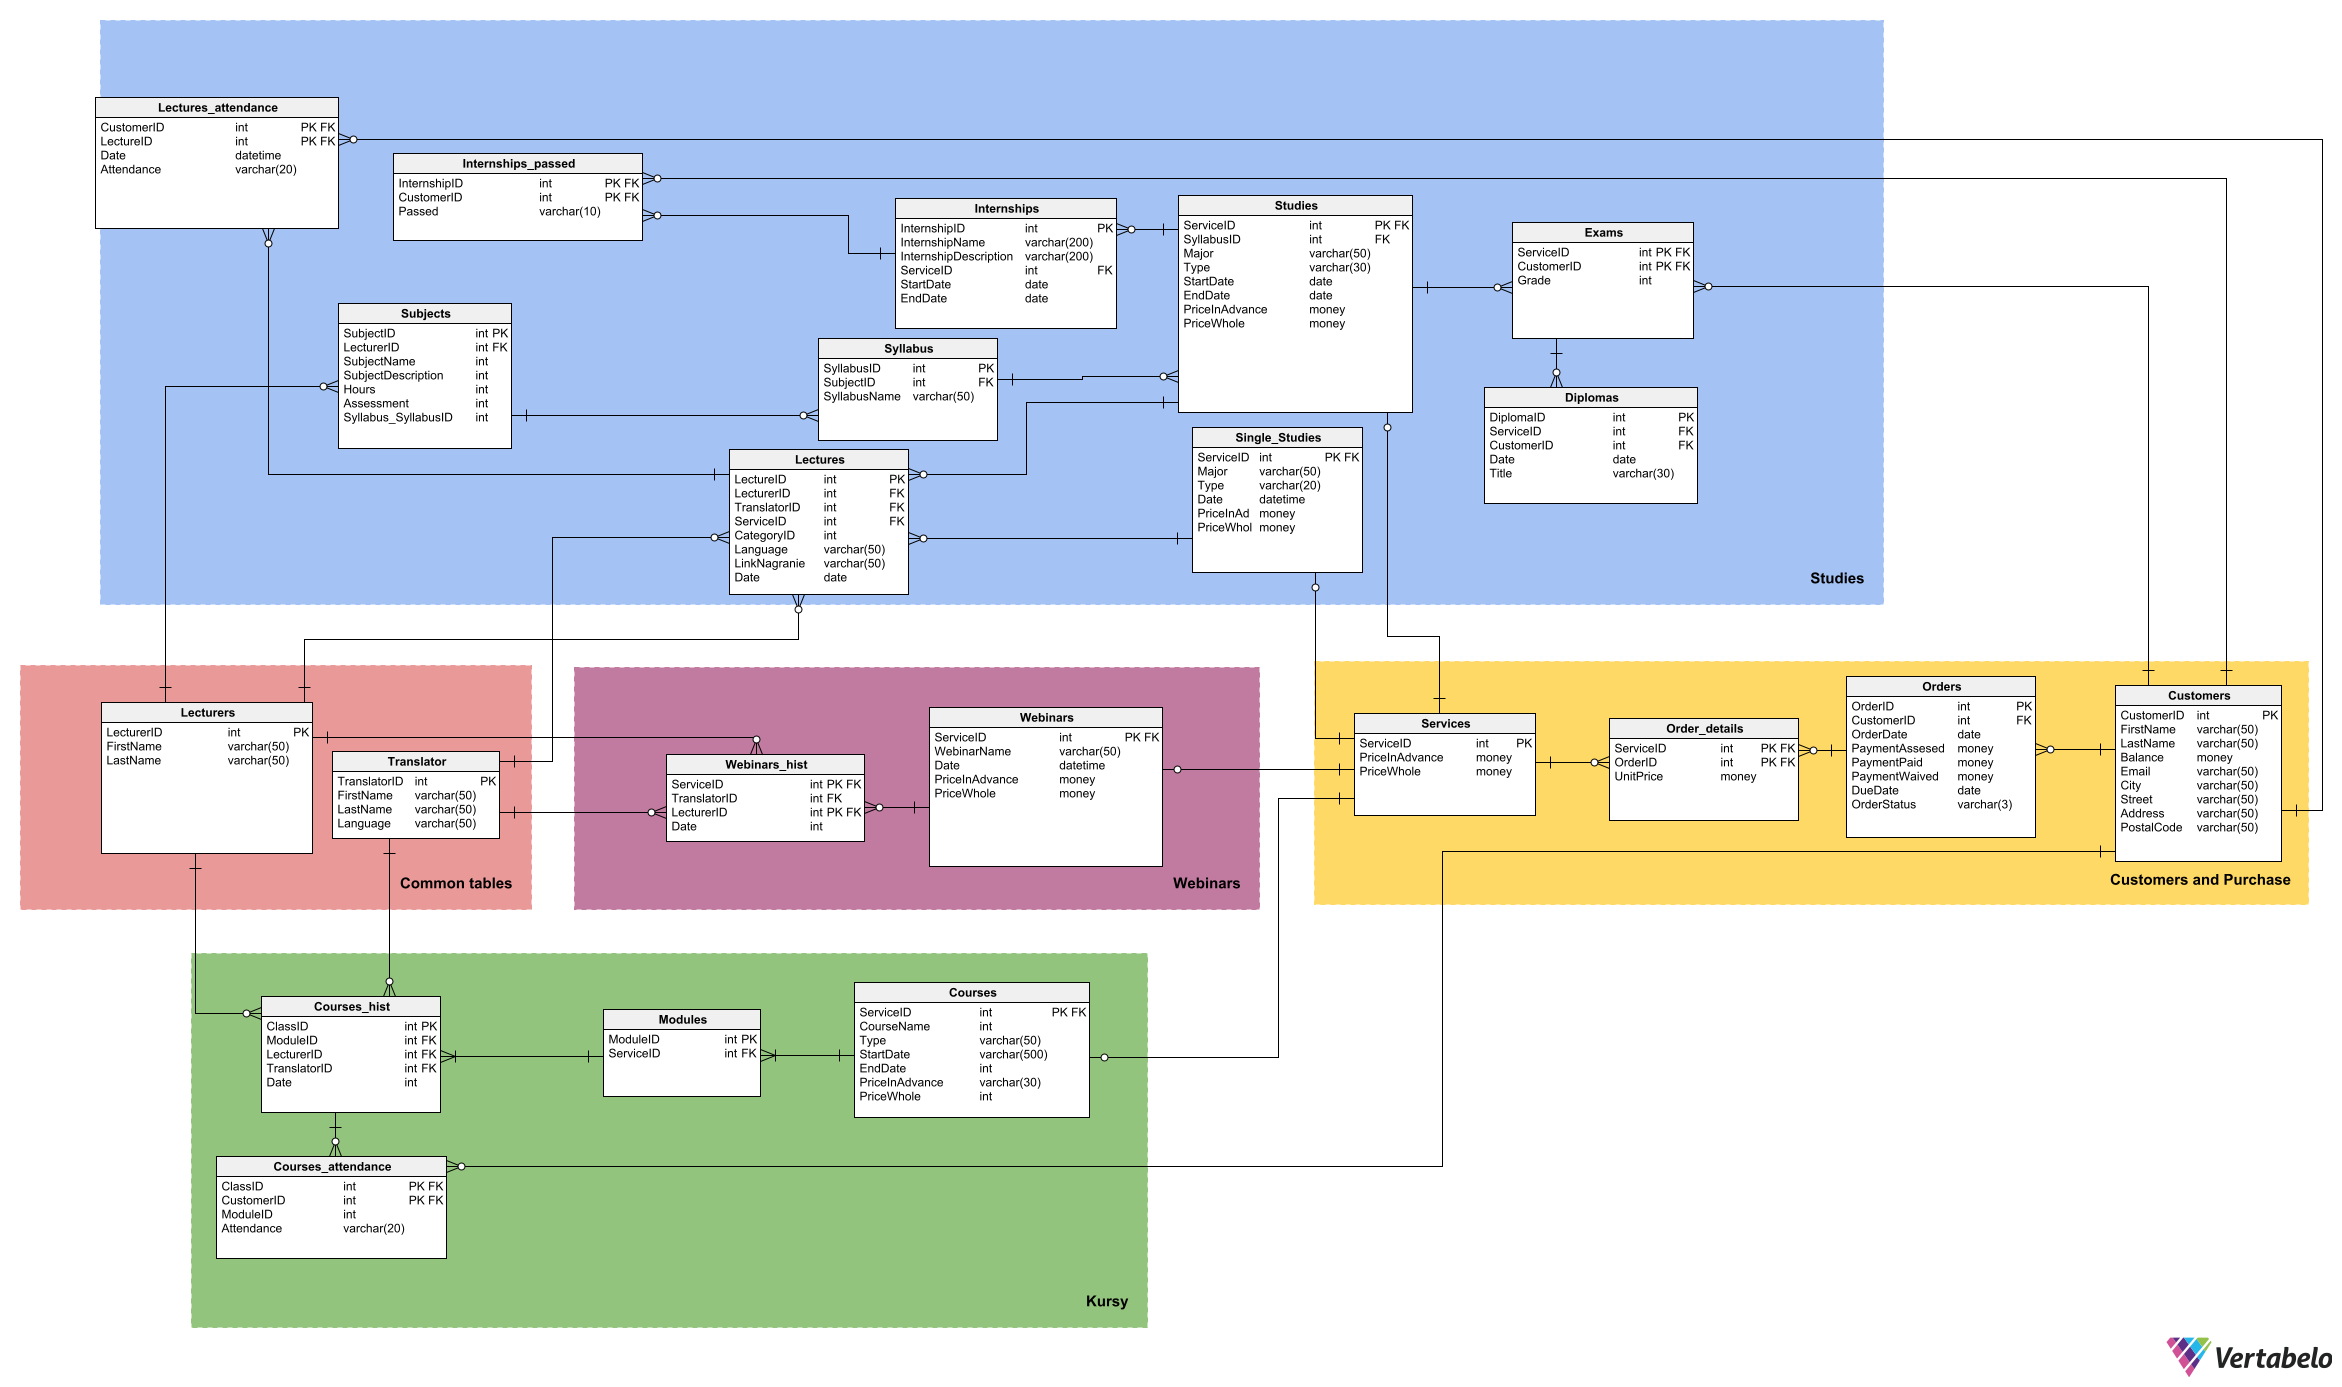 Lectures_attendance
CustomerID int PK FK
LectureID int PK FK
Date datetime
Attendance varchar(20)
Internships_passed
InternshipID int PK FK
CustomerID int PK FK
Passed varchar(10)
Internships
InternshipID int PK
InternshipName varchar(200)
InternshipDescription varchar(200)
ServiceID int FK
StartDate date
EndDate date
Studies
ServiceID int PK FK
SyllabusID int FK
Major varchar(50)
Type varchar(30)
StartDate date
EndDate date
PriceInAdvance money
PriceWhole money
Exams
ServiceID int PK FK
CustomerID int PK FK
Grade int
Subjects
SubjectID int PK
LecturerID int FK
SubjectName int
SubjectDescription int
Hours int
Assessment int
Syllabus_SyllabusID int
Syllabus
SyllabusID int PK
SubjectID int FK
SyllabusName varchar(50)
Diplomas
DiplomaID int PK
ServiceID int FK
CustomerID int FK
Date date
Title varchar(30)
Lectures
LectureID int PK
LecturerID int FK
TranslatorID int FK
ServiceID int FK
CategoryID int
Language varchar(50)
LinkNagranie varchar(50)
Date date
Single_Studies
ServiceID int PK FK
Major varchar(50)
Type varchar(20)
Date datetime
PriceInAd money
PriceWhol money
Studies
Lecturers
LecturerID int PK
FirstName varchar(50)
LastName varchar(50)
Translator
TranslatorID int PK
FirstName varchar(50)
LastName varchar(50)
Language varchar(50)
Common tables
Webinars_hist
ServiceID int PK FK
TranslatorID int FK
LecturerID int PK FK
Date int
Webinars
ServiceID int PK FK
WebinarName varchar(50)
Date datetime
PriceInAdvance money
PriceWhole money
Webinars
Services
ServiceID int PK
PriceInAdvance money
PriceWhole money
Order_details
ServiceID int PK FK
OrderID int PK FK
UnitPrice money
Orders
OrderID int PK
CustomerID int FK
OrderDate date
PaymentAssesed money
PaymentPaid money
PaymentWaived money
DueDate date
OrderStatus varchar(3)
Customers
CustomerID int PK
FirstName varchar(50)
LastName varchar(50)
Balance money
Email varchar(50)
City varchar(50)
Street varchar(50)
Address varchar(50)
PostalCode varchar(50)
Customers and Purchase
Courses_hist
ClassID int PK
ModuleID int FK
LecturerID int FK
TranslatorID int FK
Date int
Modules
ModuleID int PK
ServiceID int FK
Courses
ServiceID int PK FK
CourseName int
Type varchar(50)
StartDate varchar(500)
EndDate int
PriceInAdvance varchar(30)
PriceWhole int
Courses_attendance
ClassID int PK FK
CustomerID int PK FK
ModuleID int
Attendance varchar(20)
Kursy
Vertabelo